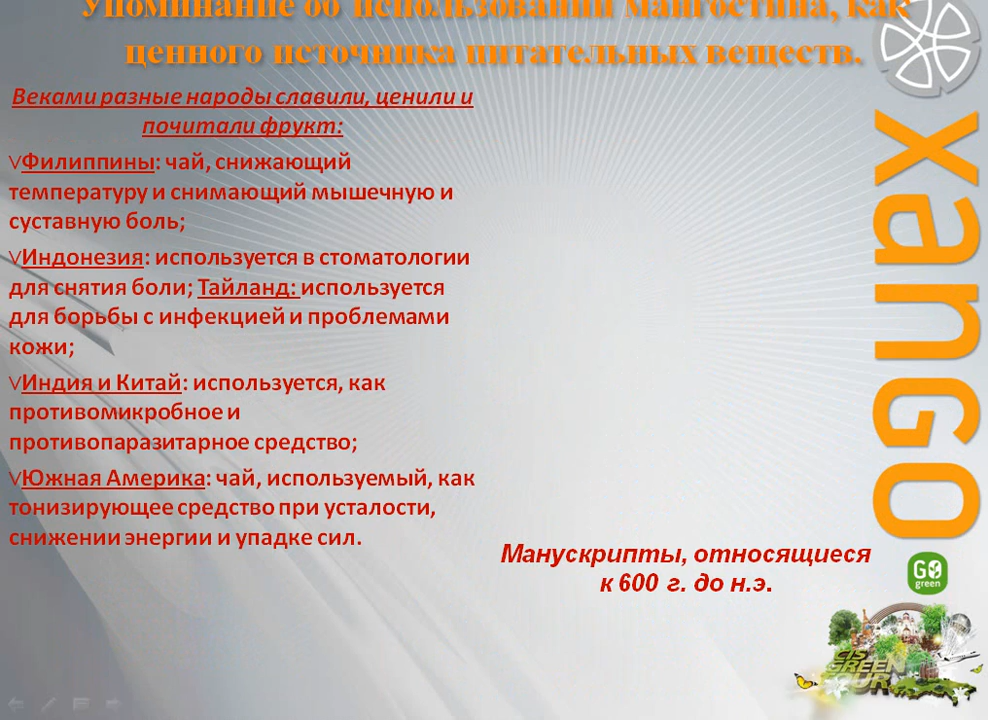 Упоминание об использовании мангостина, как
ценного источника питательных веществ.
Веками разные народы славили, ценили и
почитали фрукт:
√Филиппины: чай, снижающий
температуру и снимающий мышечную и
суставную боль;
√Индонезия: используется в стоматологии
для снятия боли; Тайланд: используется
для борьбы с инфекцией и проблемами
кожи;
√Индия и Китай: используется, как
противомикробное и
противопаразитарное средство;
√Южная Америка: чай, используемый, как
тонизирующее средство при усталости,
снижении энергии и упадке сил.
Манускрипты, относящиеся
к 600 г. до н.э.
xanGO
GO
green
CIS
GREEN
TOUR